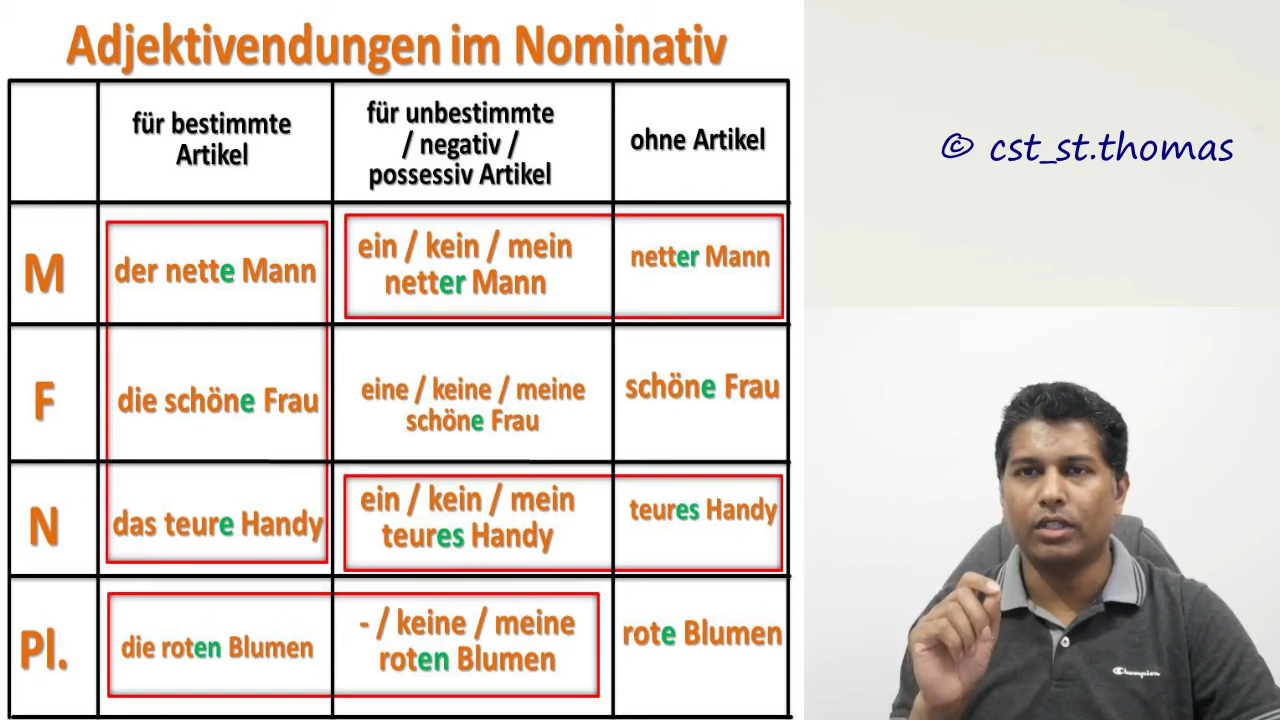 Adjektivendungen im Nominativ
für bestimmte
Artikel
für unbestimmte
/ negativ /
possessiv Artikel
ohne Artikel
M
der nette Mann
ein / kein / mein
netter Mann
netter Mann
F
die schöne Frau
eine / keine / meine
schöne Frau
schöne Frau
N
das teure Handy
ein / kein / mein
teures Handy
teures Handy
Pl.
die roten Blumen
- / keine / meine
roten Blumen
rote Blumen
© cst_st.thomas
Champion